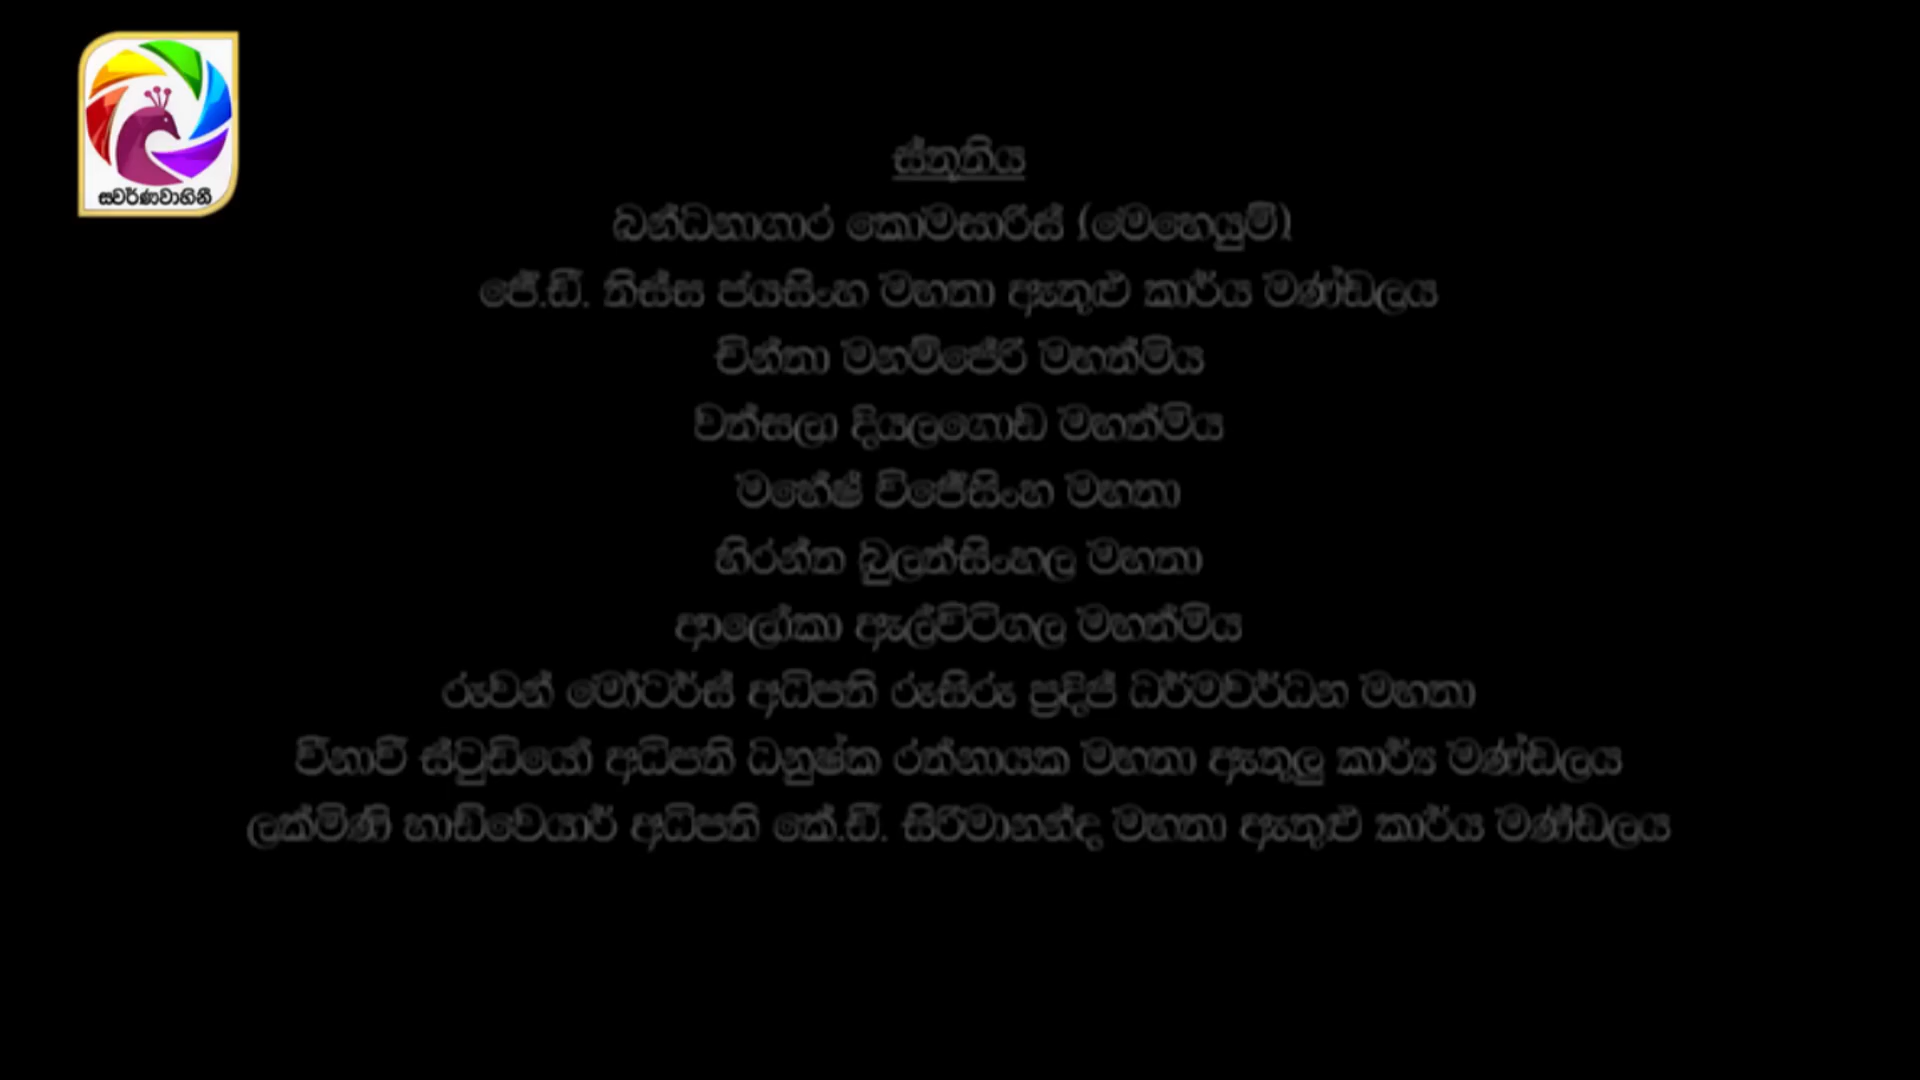 ස්වර්ණවාහිනී
ස්තූතිය
බන්ධනාගාර කොමසාරිස් (මෙහෙයුම්)
ජේ.ඩී. තිස්ස ජයසිංහ මහතා ඇතුළු කාර්ය මණ්ඩලය
චින්තා මනම්පේරි මහත්මිය
වත්සලා දියලගොඩ මහත්මිය
මහේෂ් විජේසිංහ මහතා
හිරන්ත බුලත්සිංහල මහතා
ආලෝකා ඇල්විටිගල මහත්මිය
රුවන් මෝටර්ස් අධිපති රුසිරු ප්‍රදීප් ධර්මවර්ධන මහතා
වීනාවී ස්ටුඩියෝ අධිපති ධනුෂ්ක රත්නායක මහතා ඇතුලු කාර්ය මණ්ඩලය
ලක්මිණි හාඩ්වෙයාර් අධිපති කේ.ඩී. සිරිමානන්ද මහතා ඇතුළු කාර්ය මණ්ඩලය